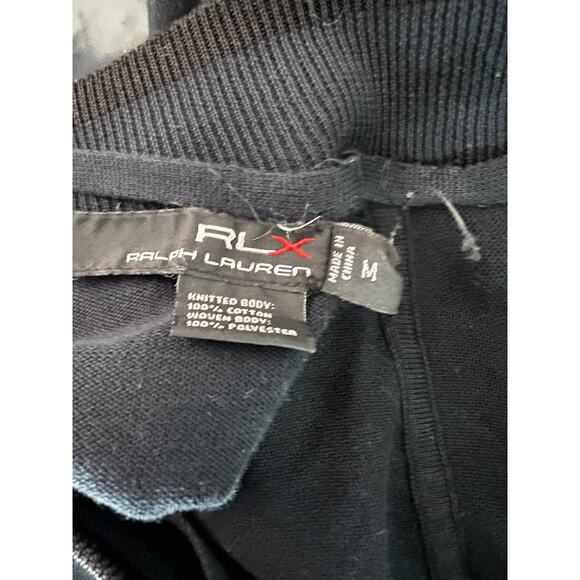 RLX
RALPH LAUREN
KNITTED BODY:
100% COTTON
WOVEN BODY:
100% POLYESTER
MADE IN
CHINA
M